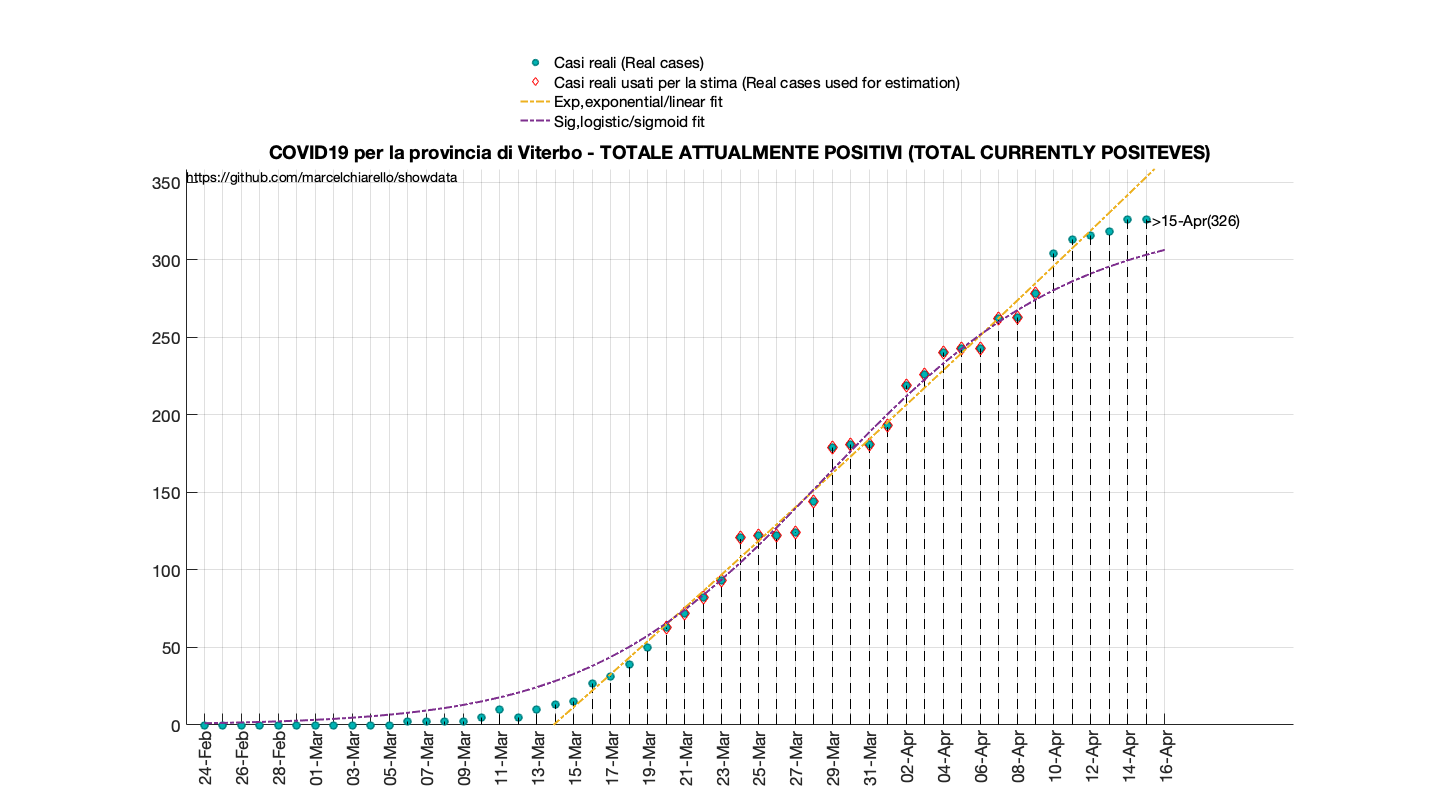 Casi reali (Real cases)
Casi reali usati per la stima (Real cases used for estimation)
Exp,exponential/linear fit
Sig,logistic/sigmoid fit
COVID19 per la provincia di Viterbo - TOTALE ATTUALMENTE POSITIVI (TOTAL CURRENTLY POSITEVES)
https://github.com/marcelchiarello/showdata
350
->15-Apr(326)
300
250
200
150
100
50
0
24-Feb
26-Feb
28-Feb
01-Mar
03-Mar
05-Mar
07-Mar
09-Mar
11-Mar
13-Mar
15-Mar
17-Mar
19-Mar
21-Mar
23-Mar
25-Mar
27-Mar
29-Mar
31-Mar
02-Apr
04-Apr
06-Apr
08-Apr
10-Apr
12-Apr
14-Apr
16-Apr